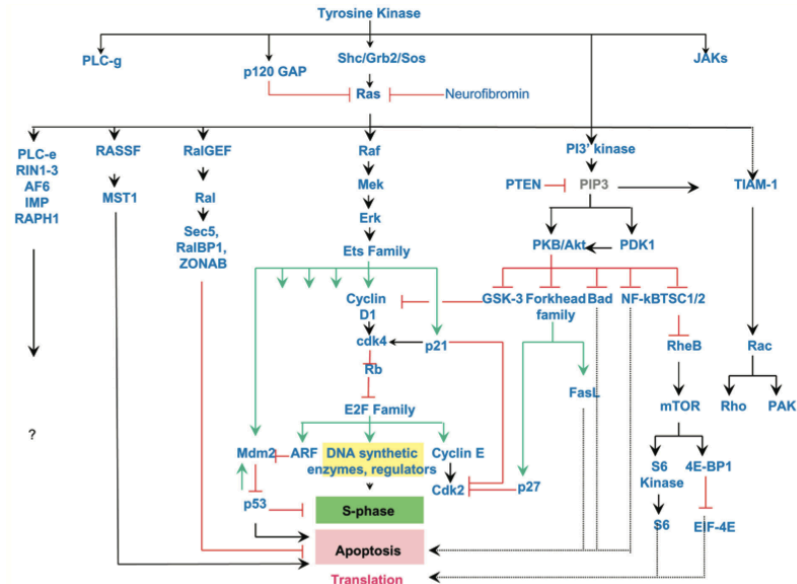 Tyrosine Kinase
PLC-g
p120 GAP
Shc/Grb2/Sos
JAKs
Ras
Neurofibromin
PLC-e
RIN1-3
AF6
IMP
RAPH1
RASSF
RalGEF
Raf
PI3' kinase
MST1
Ral
Mek
PTEN
PIP3
TIAM-1
Sec5,
RalBP1,
ZONAB
Erk
Ets Family
PKB/Akt
PDK1
Cyclin
D1
GSK-3
Forkhead
family
Bad
NF-kB
TSC1/2
cdk4
p21
RheB
Rac
Rb
FasL
E2F Family
mTOR
Rho
PAK
?
Mdm2
ARF
DNA synthetic
enzymes, regulators
Cyclin E
Cdk2
p27
S6
Kinase
4E-BP1
p53
S-phase
S6
EIF-4E
Apoptosis
Translation